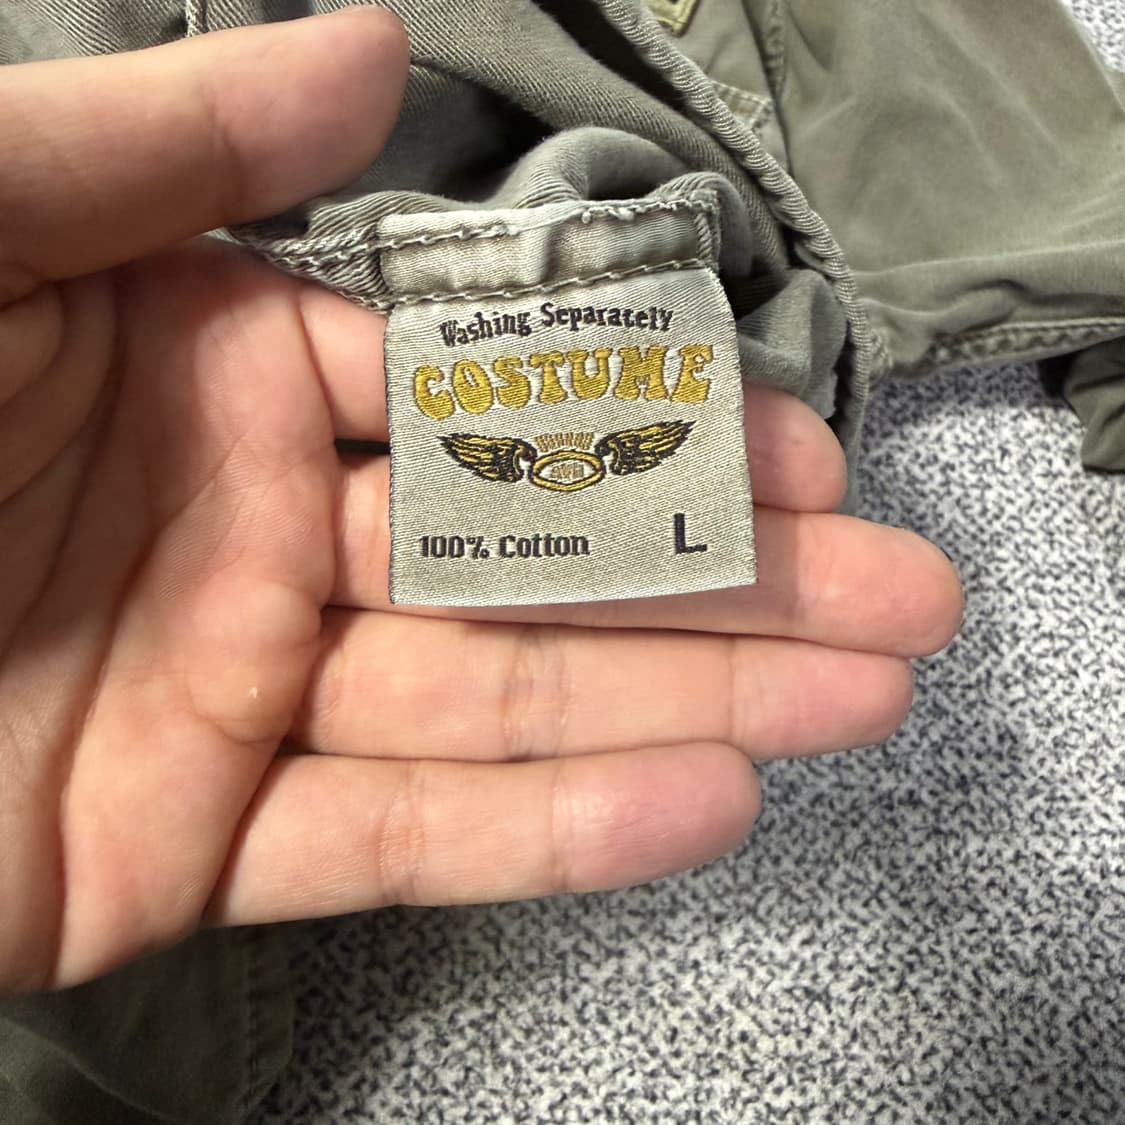 Washing Separately
COSTUME
100% Cotton
L